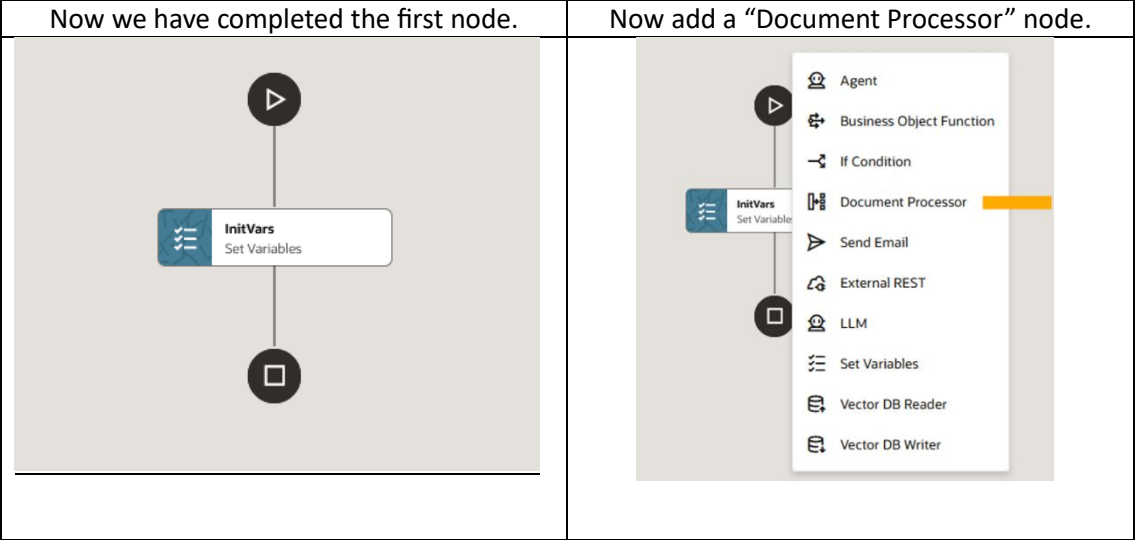 Now we have completed the first node.
InitVars
Set Variables
Now add a “Document Processor” node.
InitVars
Set Variable
Agent
Business Object Function
If Condition
Document Processor
Send Email
External REST
LLM
Set Variables
Vector DB Reader
Vector DB Writer